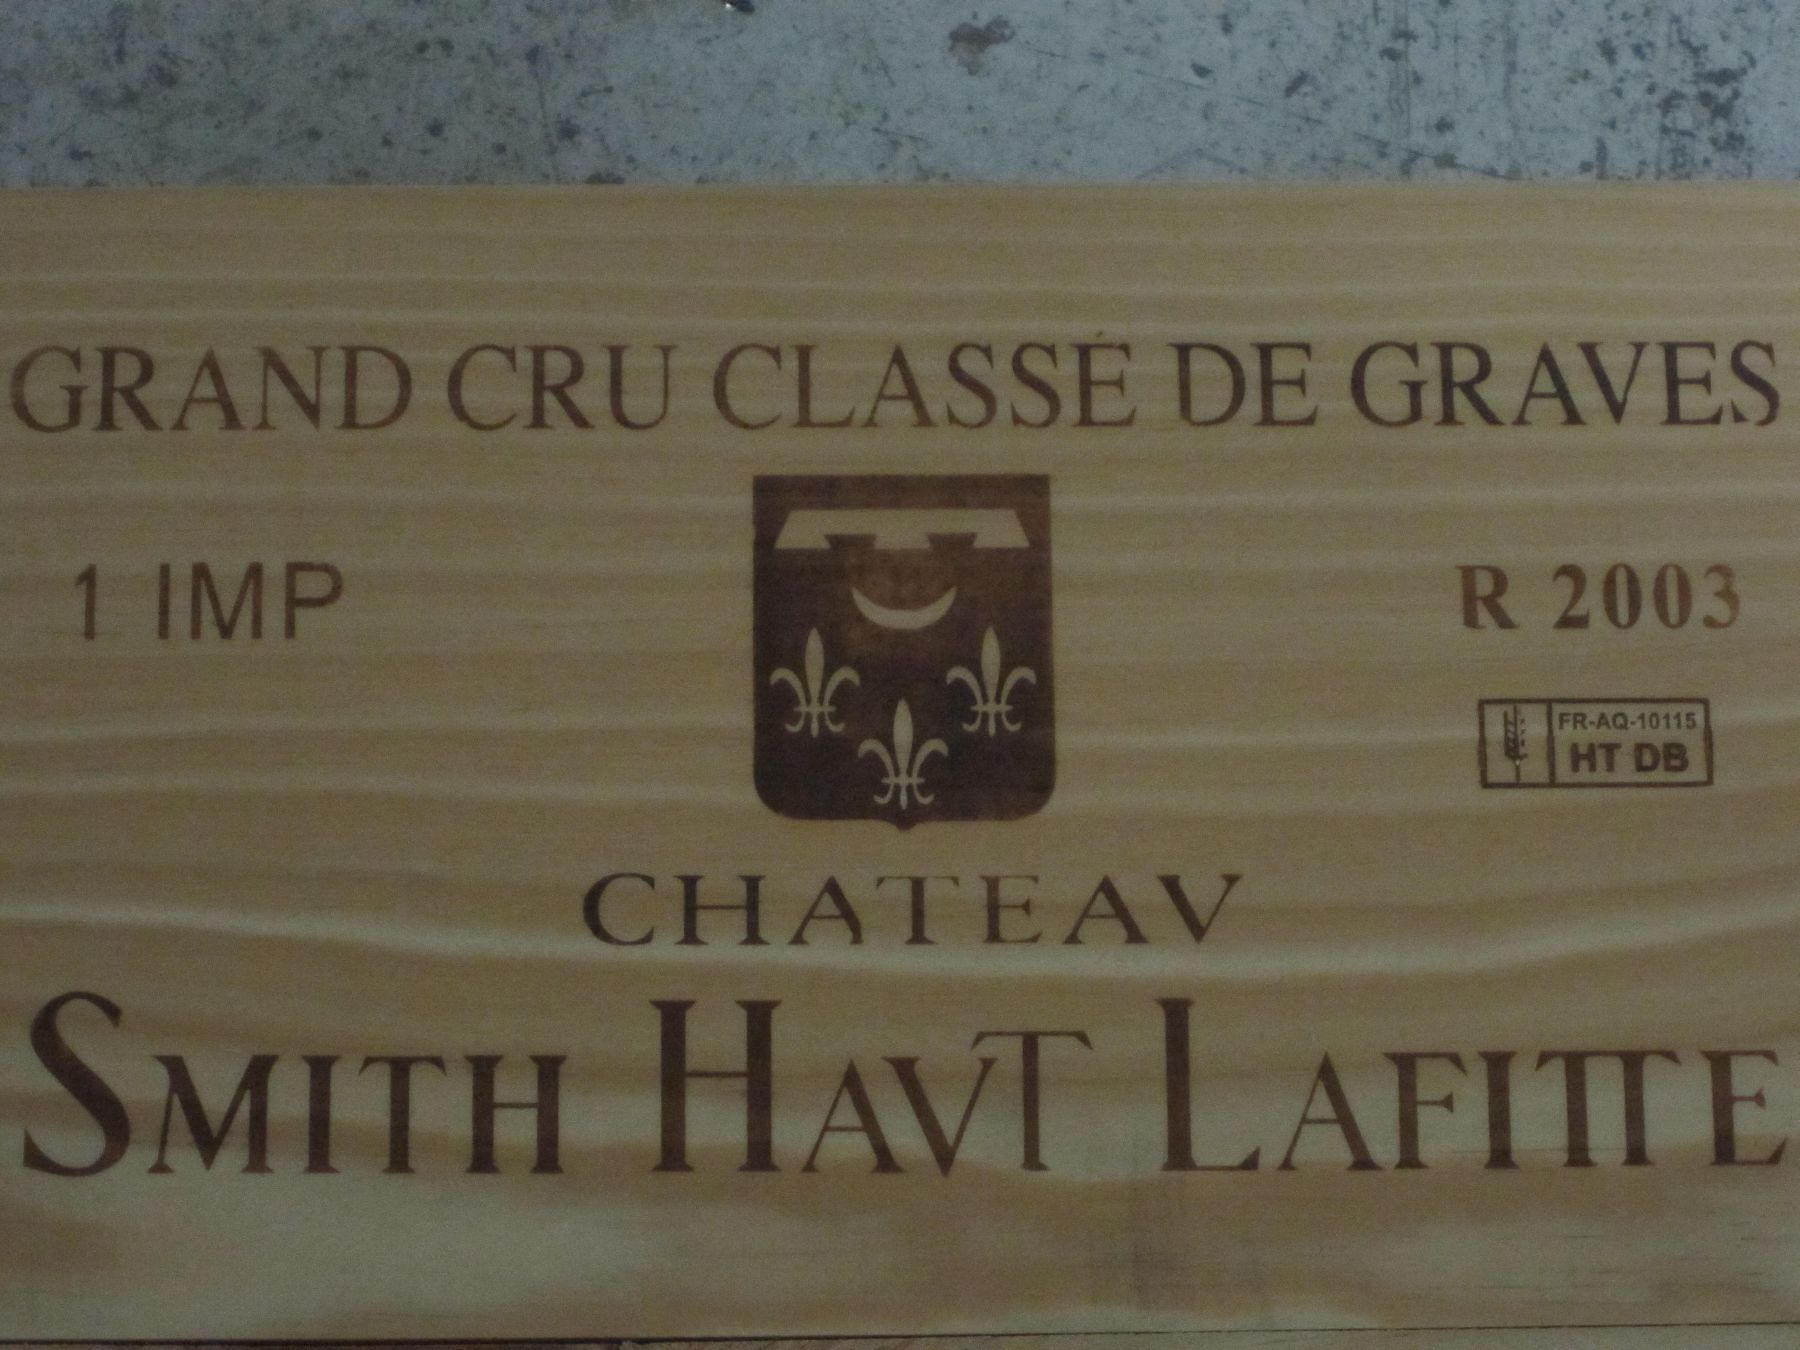 GRAND CRU CLASSÉ DE GRAVES
1 IMP
R 2003
FR-AQ-10115
HT DB
CHATEAV
SMITH HAVT LAFITTE